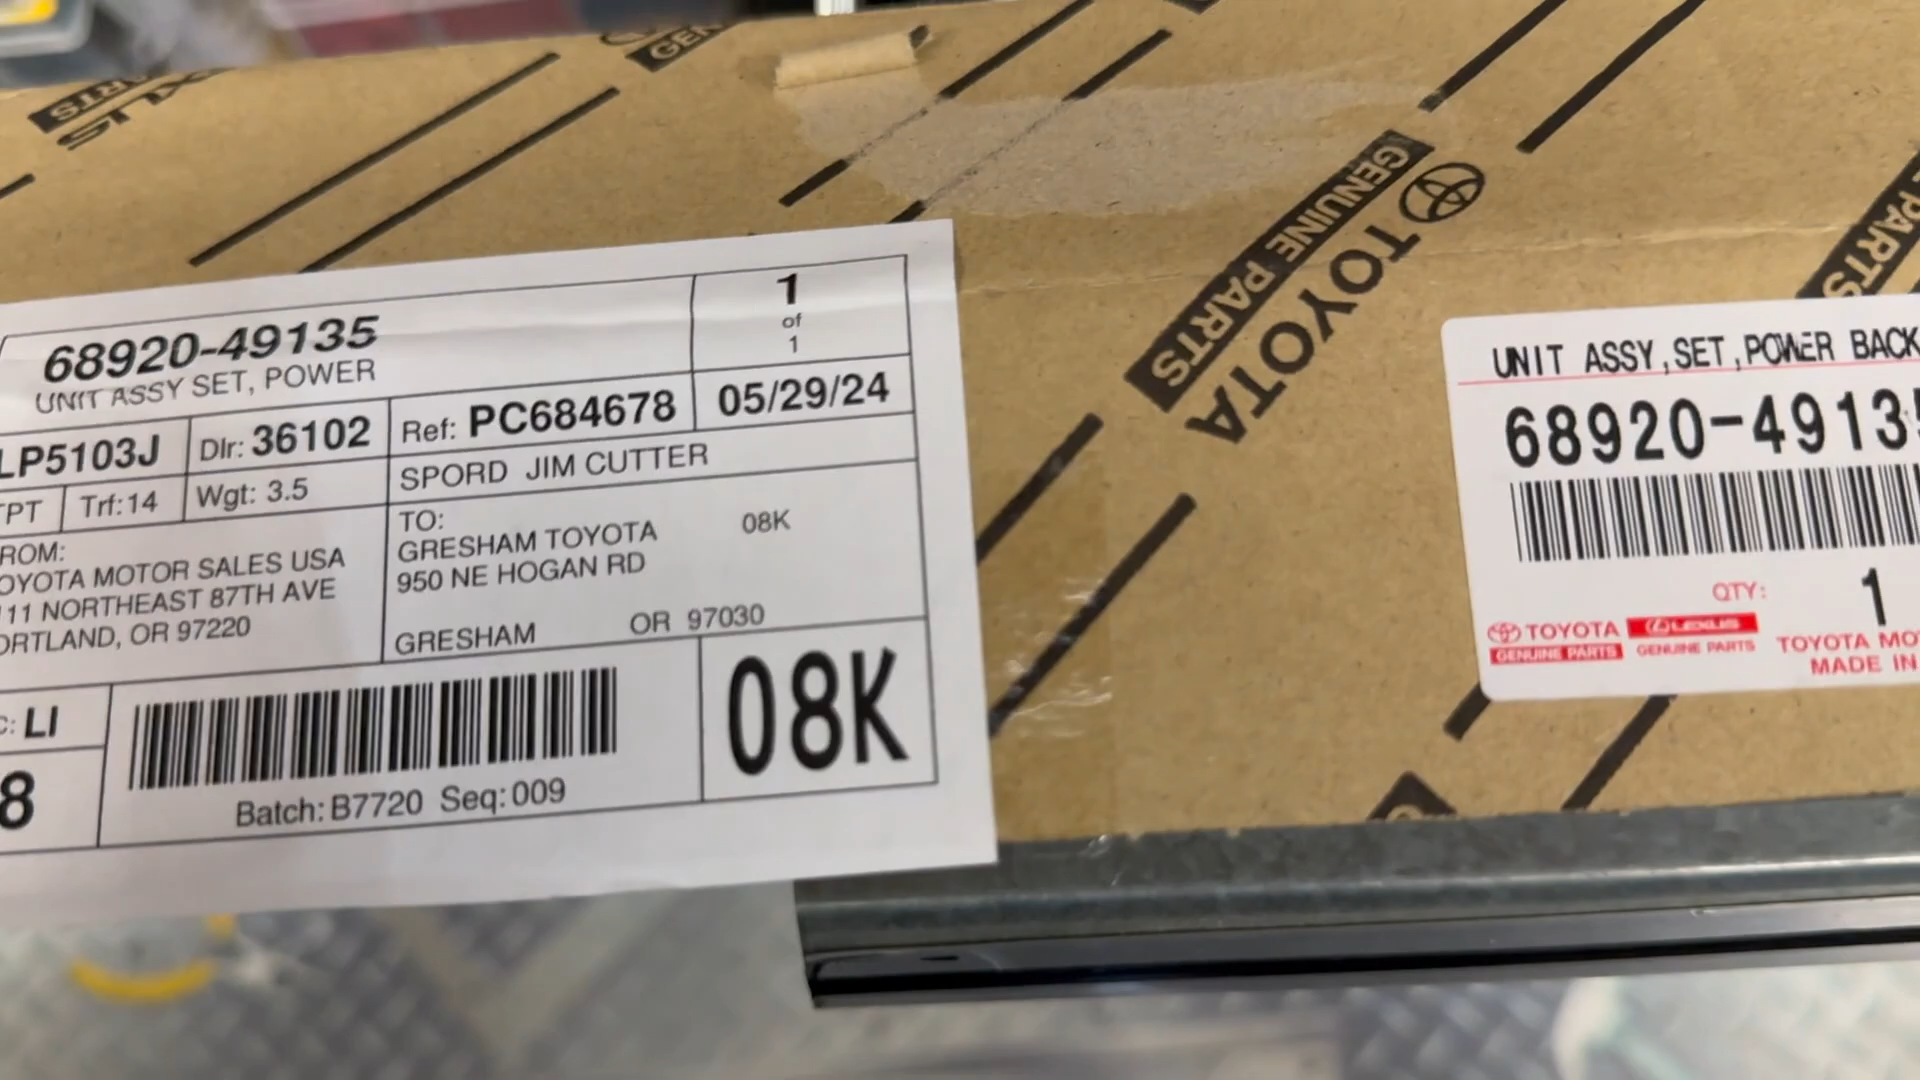 68920-49135
UNIT ASSY SET, POWER
1
of
1
LP5103J
Dlr: 36102
Ref: PC684678
05/29/24
TPT
Trf:14
Wgt: 3.5
SPORD JIM CUTTER
ROM:
OYOTA MOTOR SALES USA
111 NORTHEAST 87TH AVE
ORTLAND, OR 97220
TO:
GRESHAM TOYOTA 08K
950 NE HOGAN RD
GRESHAM OR 97030
C: LI
8
Batch: B7720 Seq: 009
08K
GENUINE PARTS
TOYOTA
PARTS
UNIT ASSY,SET,POWER BACK
68920-49135
QTY: 1
TOYOTA
GENUINE PARTS
LEXUS
GENUINE PARTS
TOYOTA MO
MADE IN
PARTS
GEN